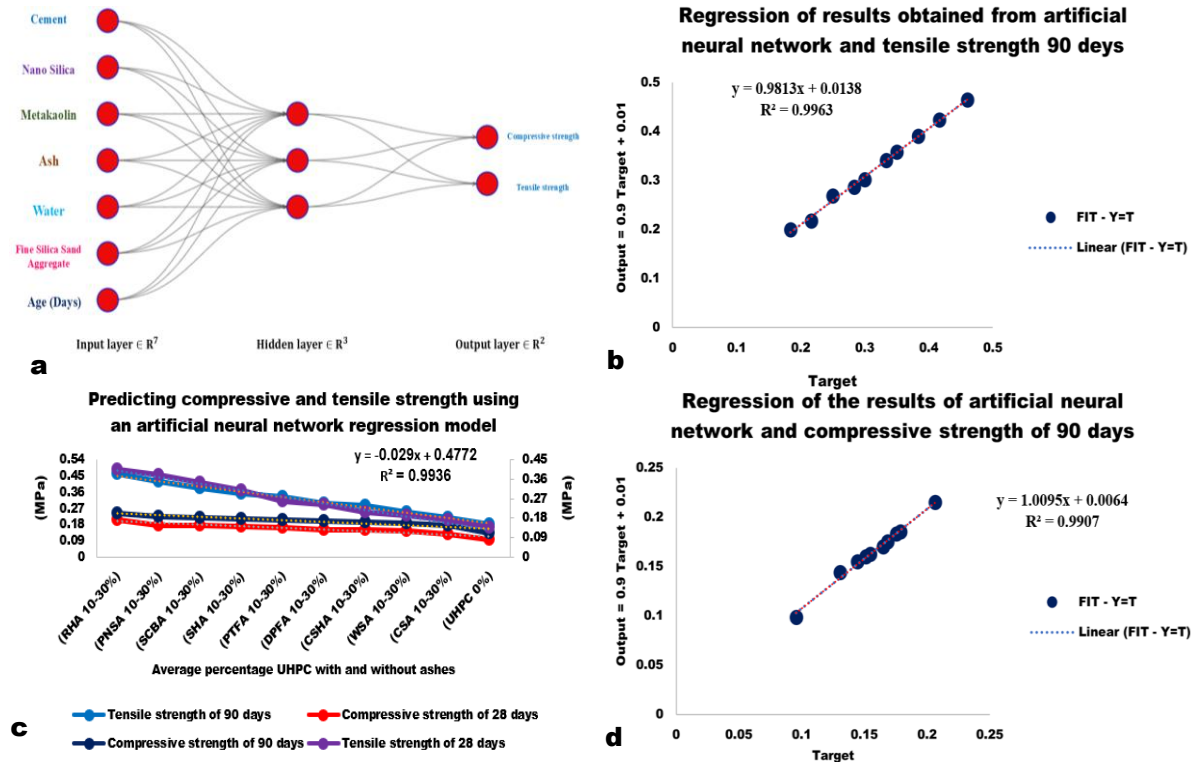 Cement
Nano Silica
Metakaolin
Ash
Water
Fine Silica Sand
Aggregate
Age (Days)
Compressive strength
Tensile strength
Input layer ∈ R⁷
Hidden layer ∈ R³
Output layer ∈ R²
a
Regression of results obtained from artificial
neural network and tensile strength 90 deys
y = 0.9813x + 0.0138
R² = 0.9963
Output = 0.9 Target + 0.01
0.5
0.4
0.3
0.2
0.1
0
0
0.1
0.2
0.3
0.4
0.5
Target
FIT - Y=T
Linear (FIT - Y=T)
b
Predicting compressive and tensile strength using
an artificial neural network regression model
y = -0.029x + 0.4772
R² = 0.9936
(MPa)
0.54
0.45
0.36
0.27
0.18
0.09
0
0.45
0.36
0.27
0.18
0.09
0
(MPa)
(RHA 10-30%)
(PNSA 10-30%)
(SCBA 10-30%)
(SHA 10-30%)
(PTFA 10-30%)
(DPFA 10-30%)
(CSHA 10-30%)
(WSA 10-30%)
(CSA 10-30%)
(UHPC 0%)
Average percentage UHPC with and without ashes
Tensile strength of 90 days
Compressive strength of 28 days
Compressive strength of 90 days
Tensile strength of 28 days
c
Regression of the results of artificial neural
network and compressive strength of 90 days
y = 1.0095x + 0.0064
R² = 0.9907
Output = 0.9 Target + 0.01
0.25
0.2
0.15
0.1
0.05
0
0
0.05
0.1
0.15
0.2
0.25
Target
FIT - Y=T
Linear (FIT - Y=T)
d